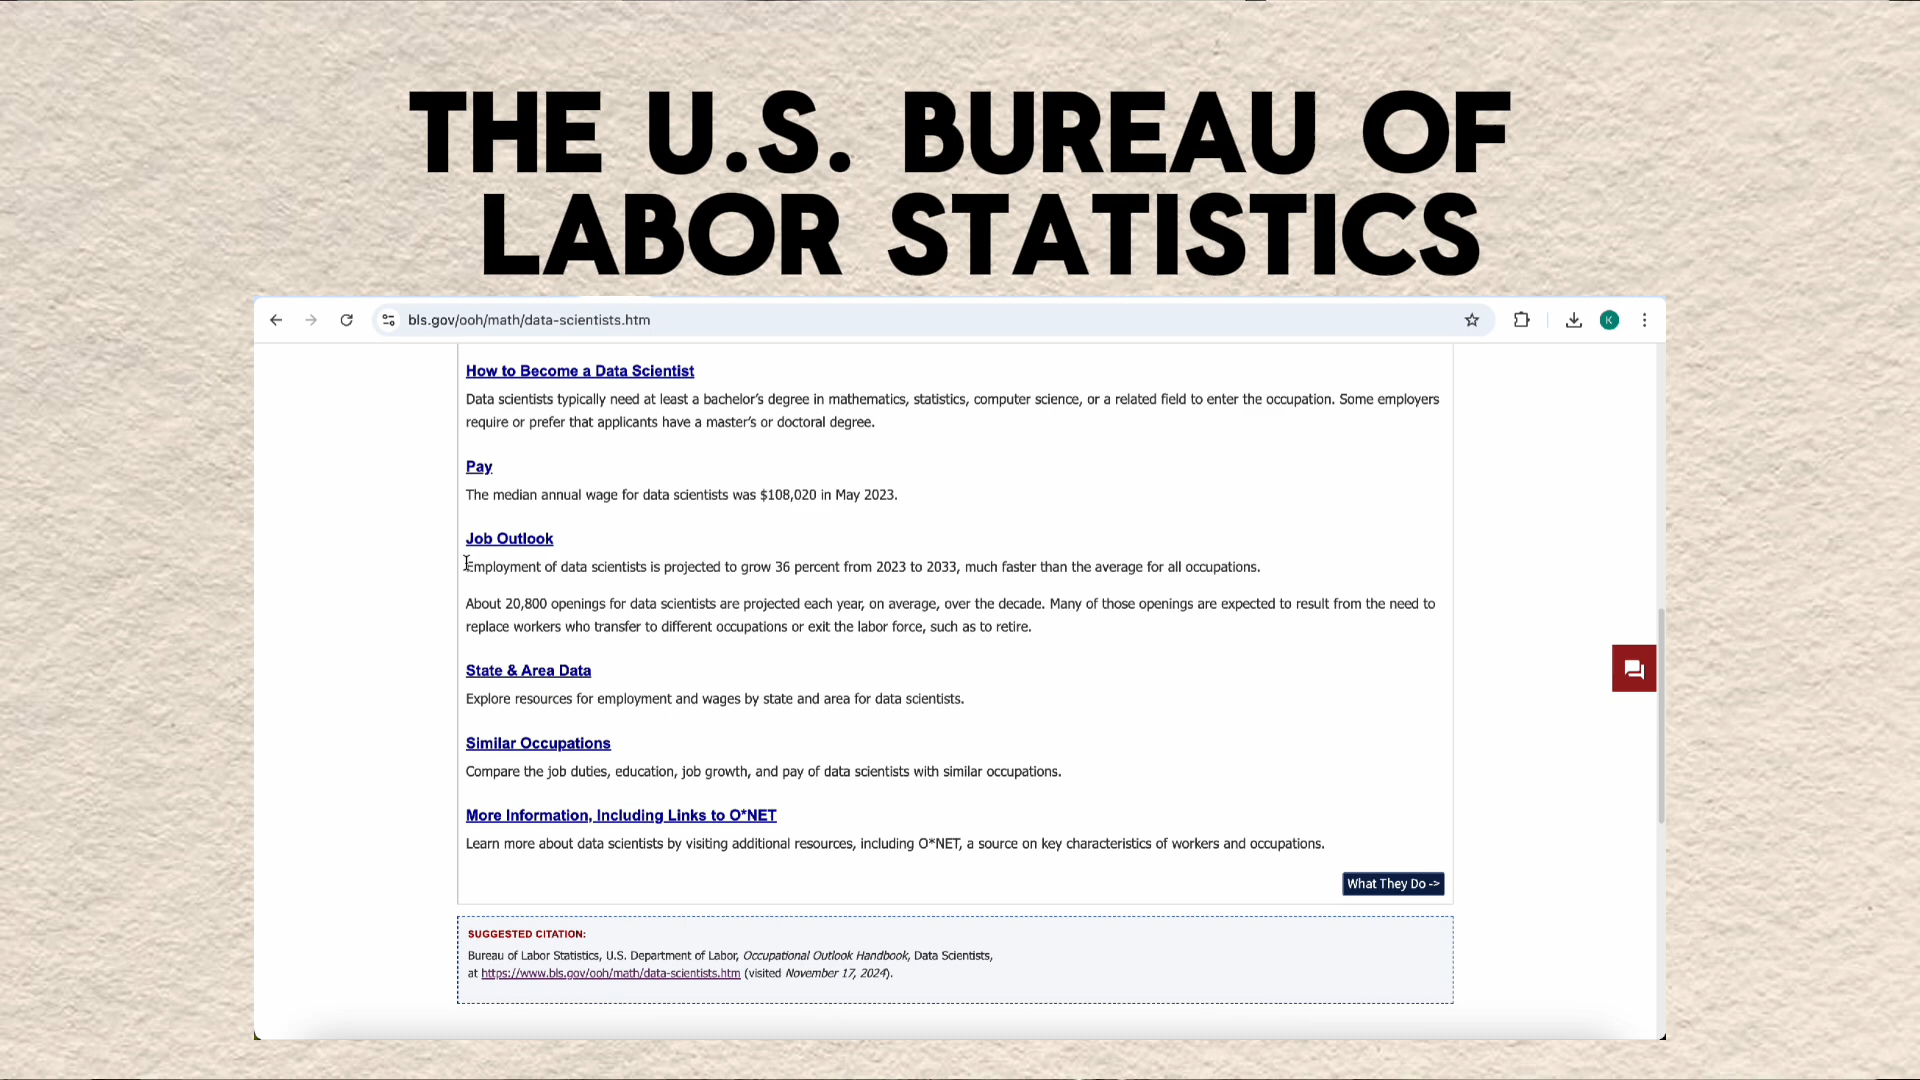 THE U.S. BUREAU OF
LABOR STATISTICS
bls.gov/ooh/math/data-scientists.htm
K
How to Become a Data Scientist
Data scientists typically need at least a bachelor’s degree in mathematics, statistics, computer science, or a related field to enter the occupation. Some employers
require or prefer that applicants have a master’s or doctoral degree.
Pay
The median annual wage for data scientists was $108,020 in May 2023.
Job Outlook
Employment of data scientists is projected to grow 36 percent from 2023 to 2033, much faster than the average for all occupations.
About 20,800 openings for data scientists are projected each year, on average, over the decade. Many of those openings are expected to result from the need to
replace workers who transfer to different occupations or exit the labor force, such as to retire.
State & Area Data
Explore resources for employment and wages by state and area for data scientists.
Similar Occupations
Compare the job duties, education, job growth, and pay of data scientists with similar occupations.
More Information, Including Links to O*NET
Learn more about data scientists by visiting additional resources, including O*NET, a source on key characteristics of workers and occupations.
What They Do ->
SUGGESTED CITATION:
Bureau of Labor Statistics, U.S. Department of Labor, Occupational Outlook Handbook, Data Scientists,
at https://www.bls.gov/ooh/math/data-scientists.htm (visited November 17, 2024).